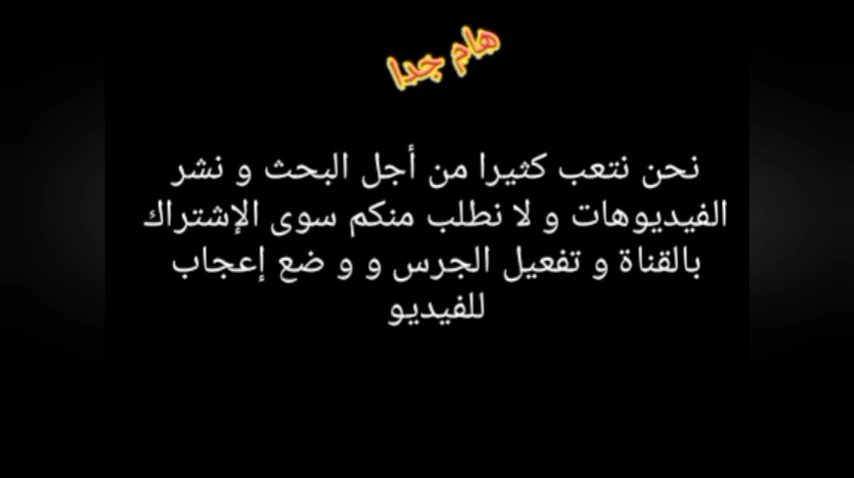 هام جدا
نحن نتعب كثيرا من أجل البحث و نشر
الفيديوهات و لا نطلب منكم سوى الإشتراك
بالقناة و تفعيل الجرس و و ضع إعجاب
للفيديو